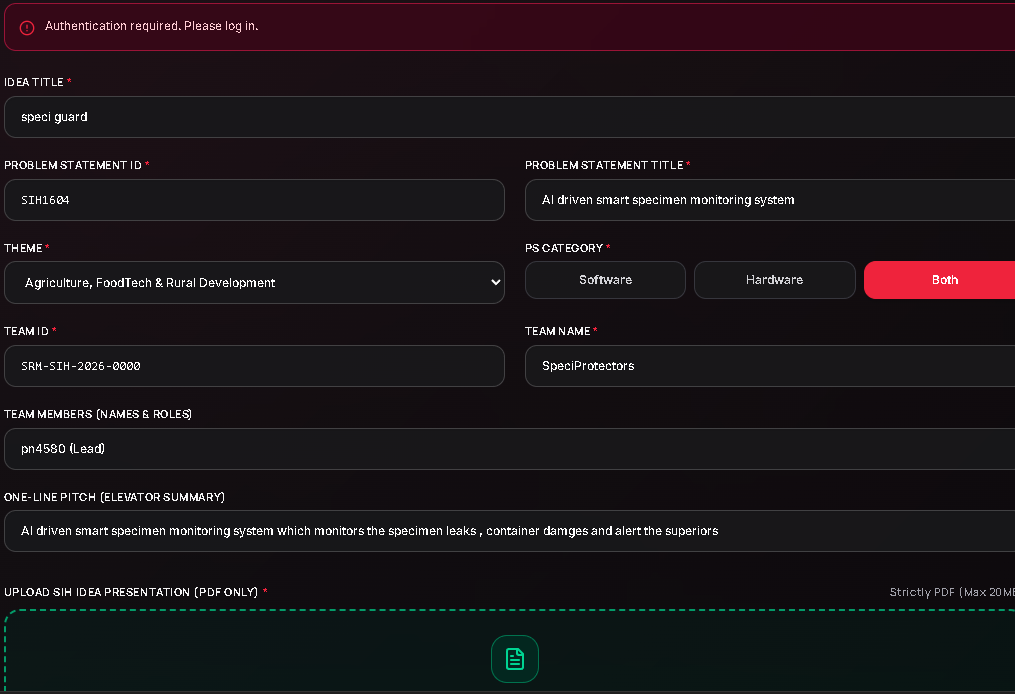 Authentication required. Please log in.
IDEA TITLE *
speci guard
PROBLEM STATEMENT ID *
PROBLEM STATEMENT TITLE *
SIH1604
AI driven smart specimen monitoring system
THEME *
PS CATEGORY *
Agriculture, FoodTech & Rural Development
Software
Hardware
Both
TEAM ID *
TEAM NAME *
SRM-SIH-2026-0000
SpeciProtectors
TEAM MEMBERS (NAMES & ROLES)
pn4580 (Lead)
ONE-LINE PITCH (ELEVATOR SUMMARY)
AI driven smart specimen monitoring system which monitors the specimen leaks , container damges and alert the superiors
UPLOAD SIH IDEA PRESENTATION (PDF ONLY) *
Strictly PDF (Max 20M